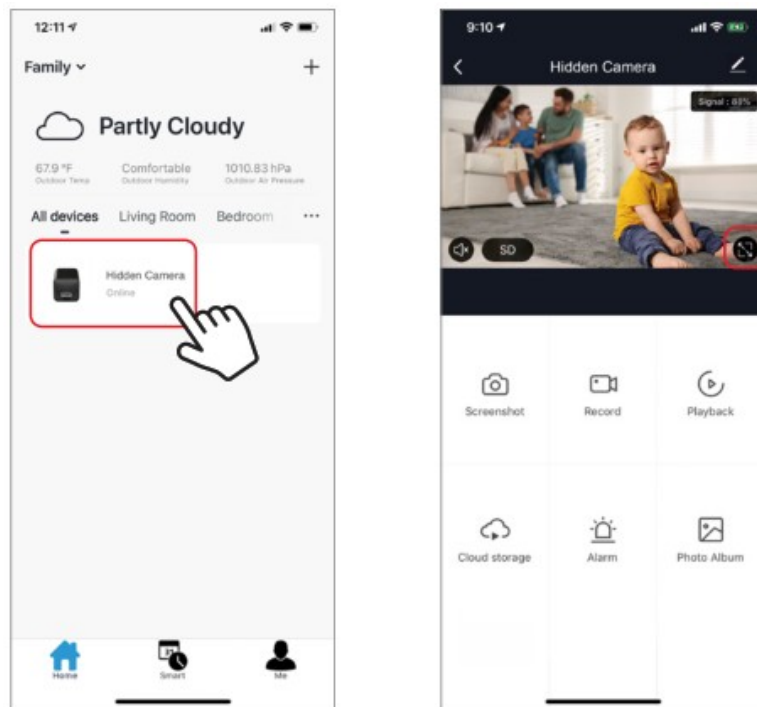 12:11
Family
+
Partly Cloudy
67.9 °F
Outdoor Temp
Comfortable
Outdoor Humidity
1010.83 hPa
Outdoor Air Pressure
All devices Living Room Bedroom ...
Hidden Camera
Online
Home
Smart
Me
9:10
Hidden Camera
Signal : 83%
SD
Screenshot
Record
Playback
Cloud storage
Alarm
Photo Album